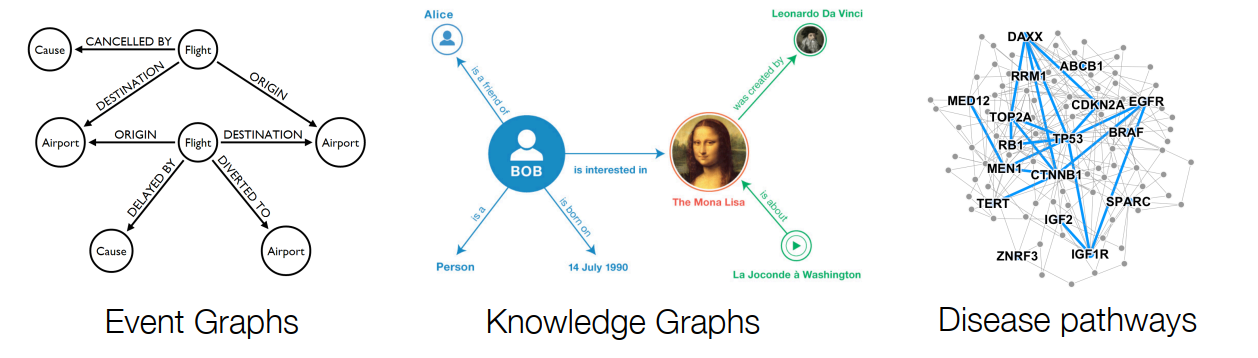 Cause
CANCELLED BY
Flight
DESTINATION
ORIGIN
Airport
ORIGIN
Flight
DESTINATION
Airport
DELAYED BY
DIVERTED TO
Cause
Airport
Event Graphs
Alice
Leonardo Da Vinci
is a friend of
was created by
BOB
is interested in
The Mona Lisa
is a
is born on
is about
Person
14 July 1990
La Joconde à Washington
Knowledge Graphs
DAXX
ABCB1
RRM1
MED12
CDKN2A
EGFR
TOP2A
TP53
BRAF
RB1
MEN1
CTNNB1
TERT
SPARC
IGF2
ZNRF3
IGF1R
Disease pathways